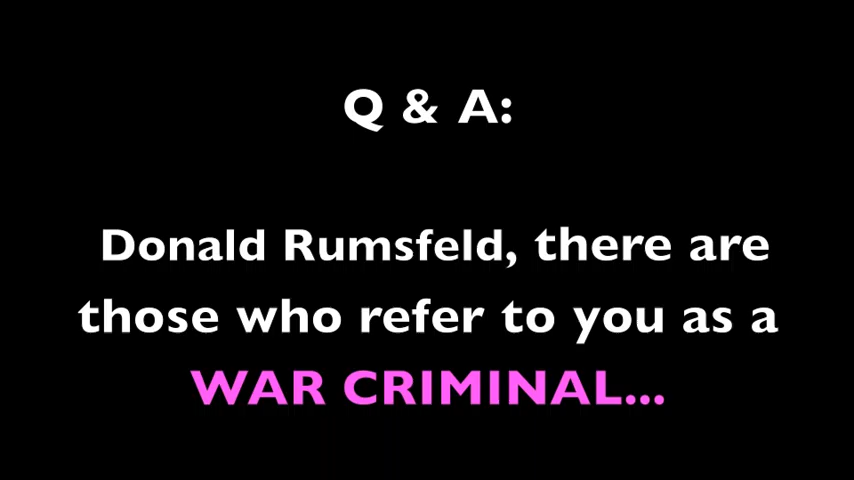 Q & A:
Donald Rumsfeld, there are
those who refer to you as a
WAR CRIMINAL...